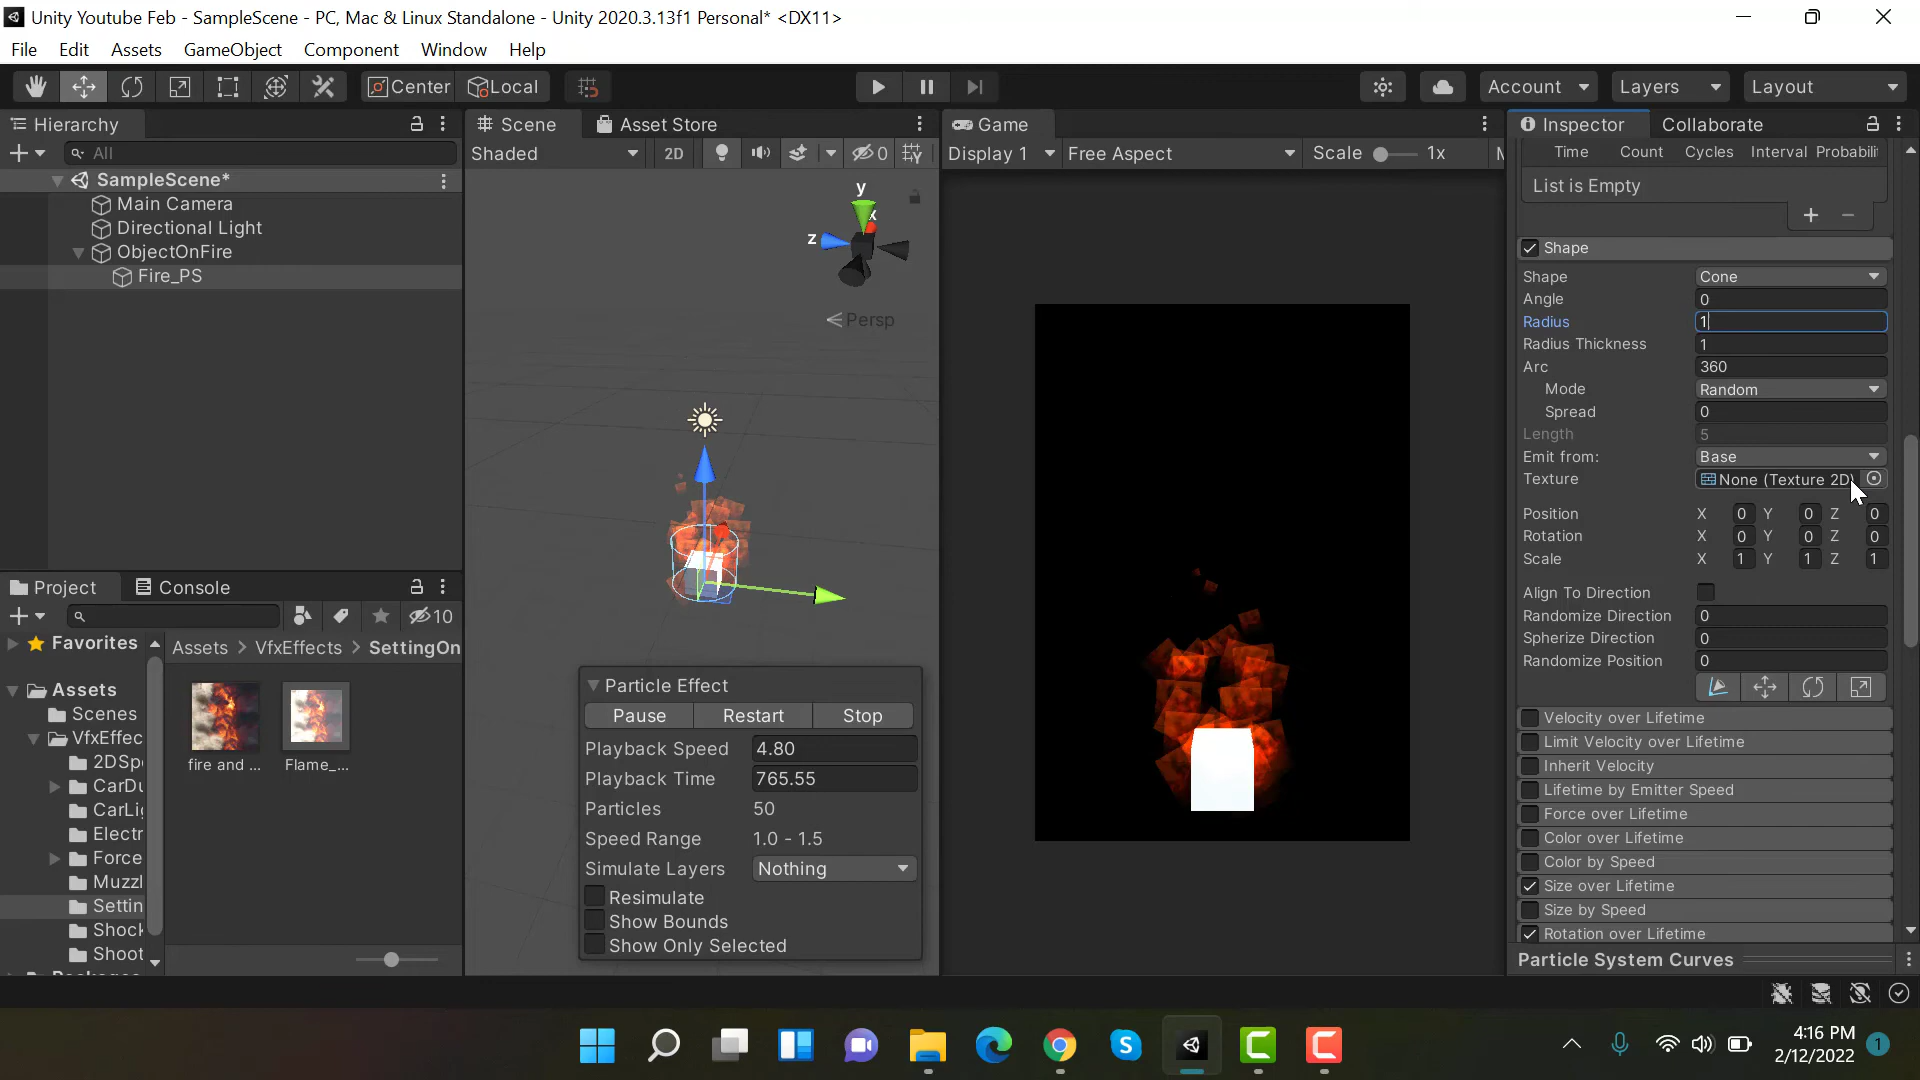 Unity Youtube Feb - SampleScene - PC, Mac & Linux Standalone - Unity 2020.3.13f1 Personal* <DX11>
File Edit Assets GameObject Component Window Help
Center Local Account Layers Layout
Hierarchy
All
SampleScene*
Main Camera
Directional Light
ObjectOnFire
Fire_PS
Scene Asset Store
Shaded 2D 0
y
x
z
Persp
Game
Display 1 Free Aspect Scale 1x
Inspector Collaborate
Time Count Cycles Interval Probabili
List is Empty
Shape
Shape Cone
Angle 0
Radius 1
Radius Thickness 1
Arc 360
Mode Random
Spread 0
Length 5
Emit from: Base
Texture None (Texture 2D)
Position X 0 Y 0 Z 0
Rotation X 0 Y 0 Z 0
Scale X 1 Y 1 Z 1
Align To Direction
Randomize Direction 0
Spherize Direction 0
Randomize Position 0
Velocity over Lifetime
Limit Velocity over Lifetime
Inherit Velocity
Lifetime by Emitter Speed
Force over Lifetime
Color over Lifetime
Color by Speed
Size over Lifetime
Size by Speed
Rotation over Lifetime
Particle System Curves
Particle Effect
Pause Restart Stop
Playback Speed 4.80
Playback Time 765.55
Particles 50
Speed Range 1.0 - 1.5
Simulate Layers Nothing
Resimulate
Show Bounds
Show Only Selected
Project Console
10
Favorites
Assets > VfxEffects > SettingOn
Assets
Scenes
VfxEffec
2DSp
CarDu
CarLi
Electr
Force
Muzzl
Settin
Shock
Shoot
fire and ...
Flame_...
4:16 PM
2/12/2022
1